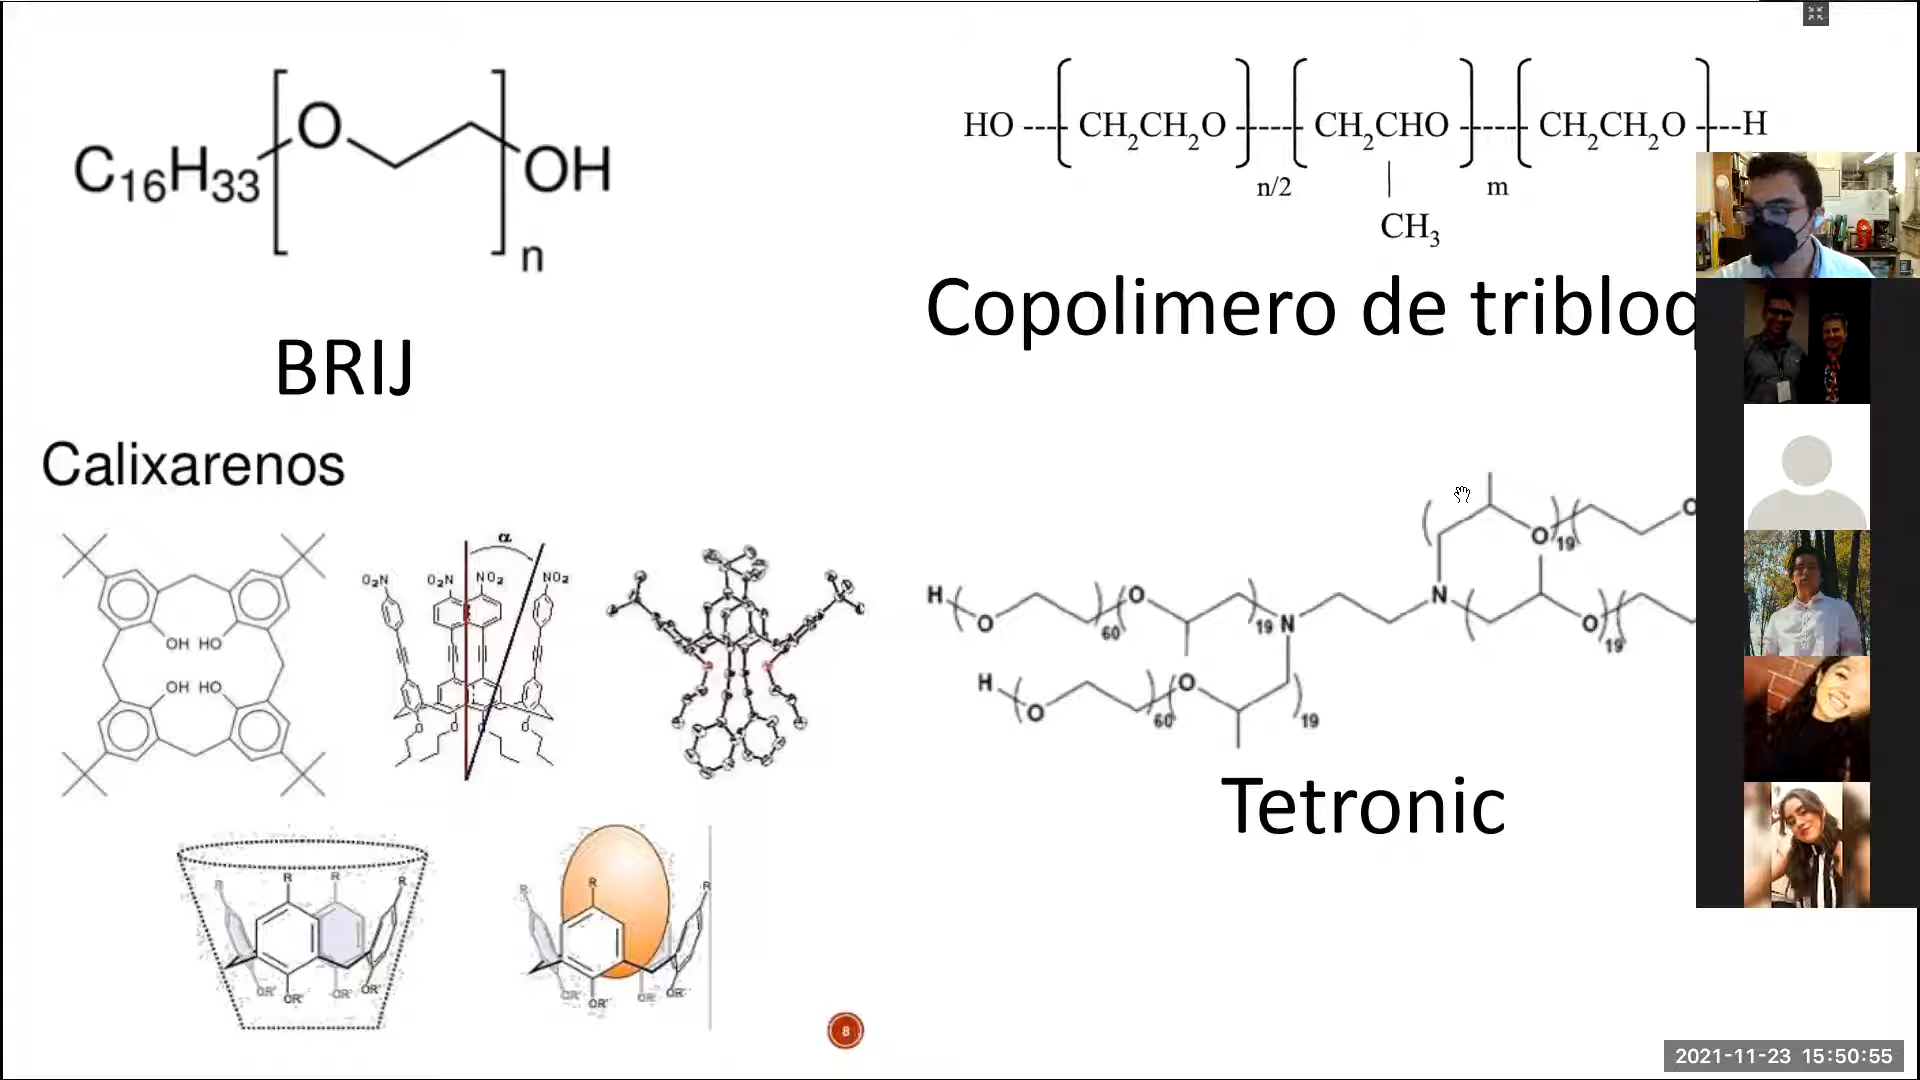 C16H33
O
OH
n
BRIJ
HO
CH2CH2O
n/2
CH2CHO
m
CH3
CH2CH2O
H
Copolimero de tribloq
Calixarenos
OH HO
OH HO
α
O2N
O2N
NO2
NO2
O
O
O
H
O
60
O
19
N
H
O
60
O
19
N
O
19
O
O
19
Tetronic
R
R
R
R
OR'
OR'
OR'
OR'
R
R
R
OR'
OR'
OR'
OR'
8
2021-11-23 15:50:55